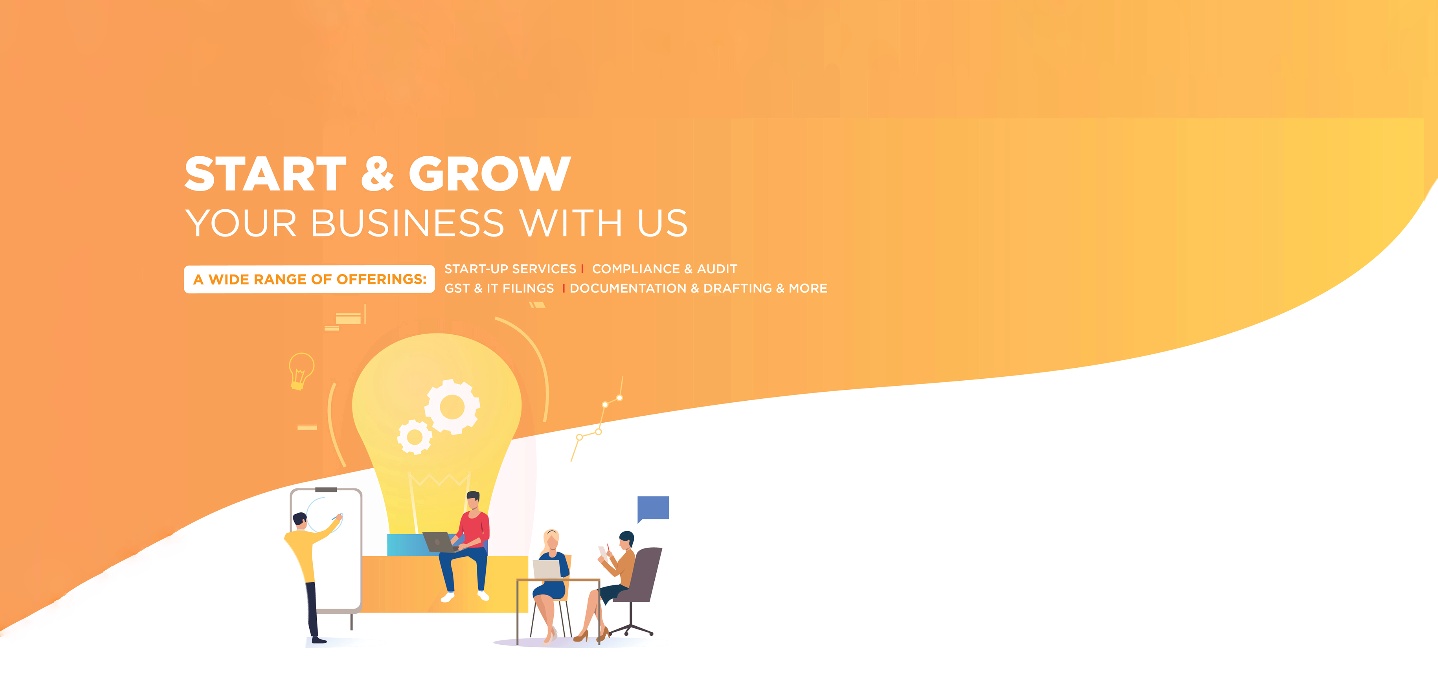 START & GROW
YOUR BUSINESS WITH US
A WIDE RANGE OF OFFERINGS:
START-UP SERVICES | COMPLIANCE & AUDIT
GST & IT FILINGS | DOCUMENTATION & DRAFTING & MORE